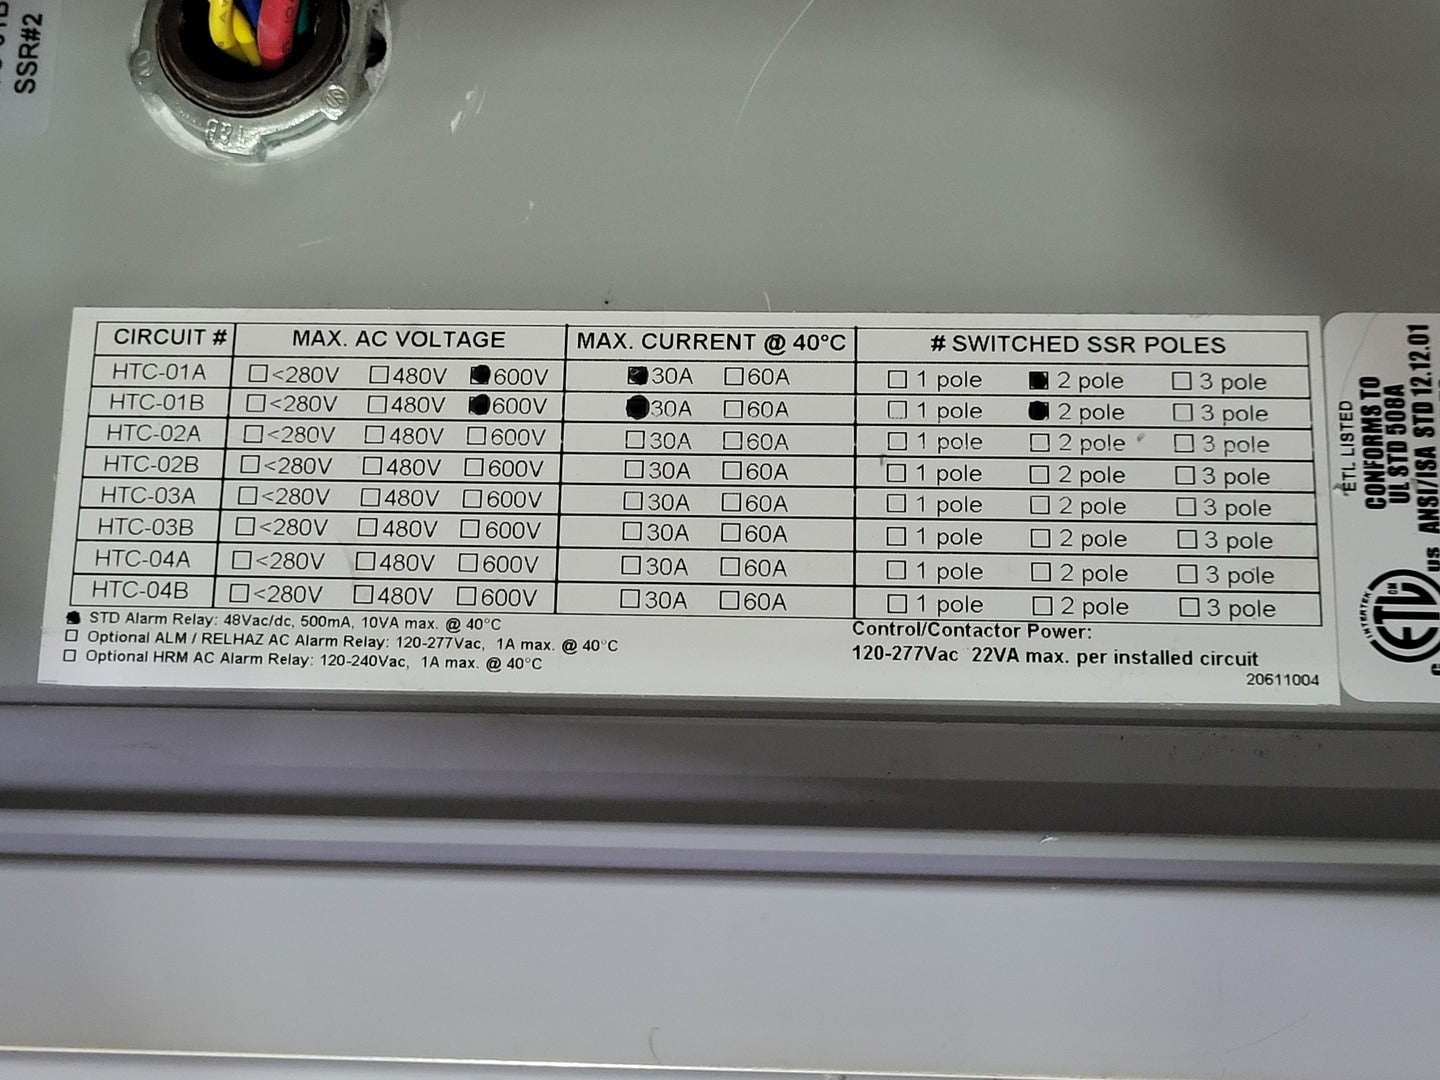 SSR#2
CIRCUIT # MAX. AC VOLTAGE MAX. CURRENT @ 40°C # SWITCHED SSR POLES
HTC-01A <280V 480V 600V 30A 60A 1 pole 2 pole 3 pole
HTC-01B <280V 480V 600V 30A 60A 1 pole 2 pole 3 pole
HTC-02A <280V 480V 600V 30A 60A 1 pole 2 pole 3 pole
HTC-02B <280V 480V 600V 30A 60A 1 pole 2 pole 3 pole
HTC-03A <280V 480V 600V 30A 60A 1 pole 2 pole 3 pole
HTC-03B <280V 480V 600V 30A 60A 1 pole 2 pole 3 pole
HTC-04A <280V 480V 600V 30A 60A 1 pole 2 pole 3 pole
HTC-04B <280V 480V 600V 30A 60A 1 pole 2 pole 3 pole
STD Alarm Relay: 48Vac/dc, 500mA, 10VA max. @ 40°C
Optional ALM / RELHAZ AC Alarm Relay: 120-277Vac, 1A max. @ 40°C
Optional HRM AC Alarm Relay: 120-240Vac, 1A max. @ 40°C
Control/Contactor Power:
120-277Vac 22VA max. per installed circuit
20611004
ETL LISTED
CONFORMS TO
UL STD 508A
ANSI/ISA STD 12.12.01
INTERTEK
ETL
CM
C US